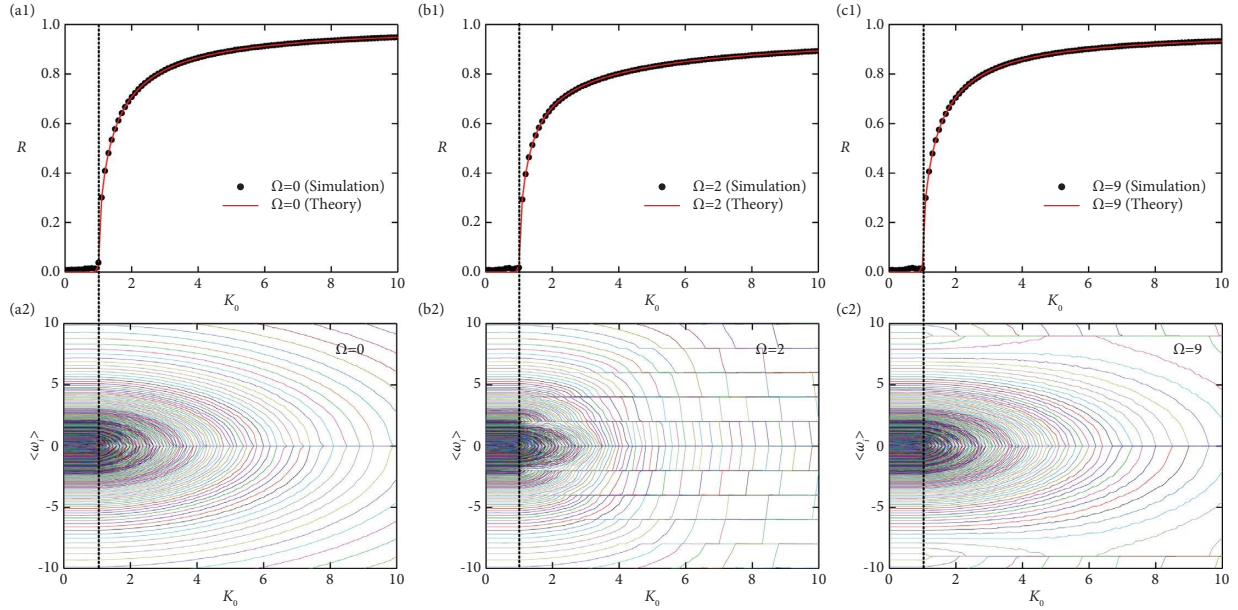 (a1)
1.0
0.8
0.6
R
0.4
0.2
0.0
Ω=0 (Simulation)
Ω=0 (Theory)
0 2 4 6 8 10
K0
(b1)
1.0
0.8
0.6
R
0.4
0.2
0.0
Ω=2 (Simulation)
Ω=2 (Theory)
0 2 4 6 8 10
K0
(c1)
1.0
0.8
0.6
R
0.4
0.2
0.0
Ω=9 (Simulation)
Ω=9 (Theory)
0 2 4 6 8 10
K0
(a2)
10
5
0
-5
-10
<ωi>
Ω=0
0 2 4 6 8 10
K0
(b2)
10
5
0
-5
-10
<ωi>
Ω=2
0 2 4 6 8 10
K0
(c2)
10
5
0
-5
-10
<ωi>
Ω=9
0 2 4 6 8 10
K0